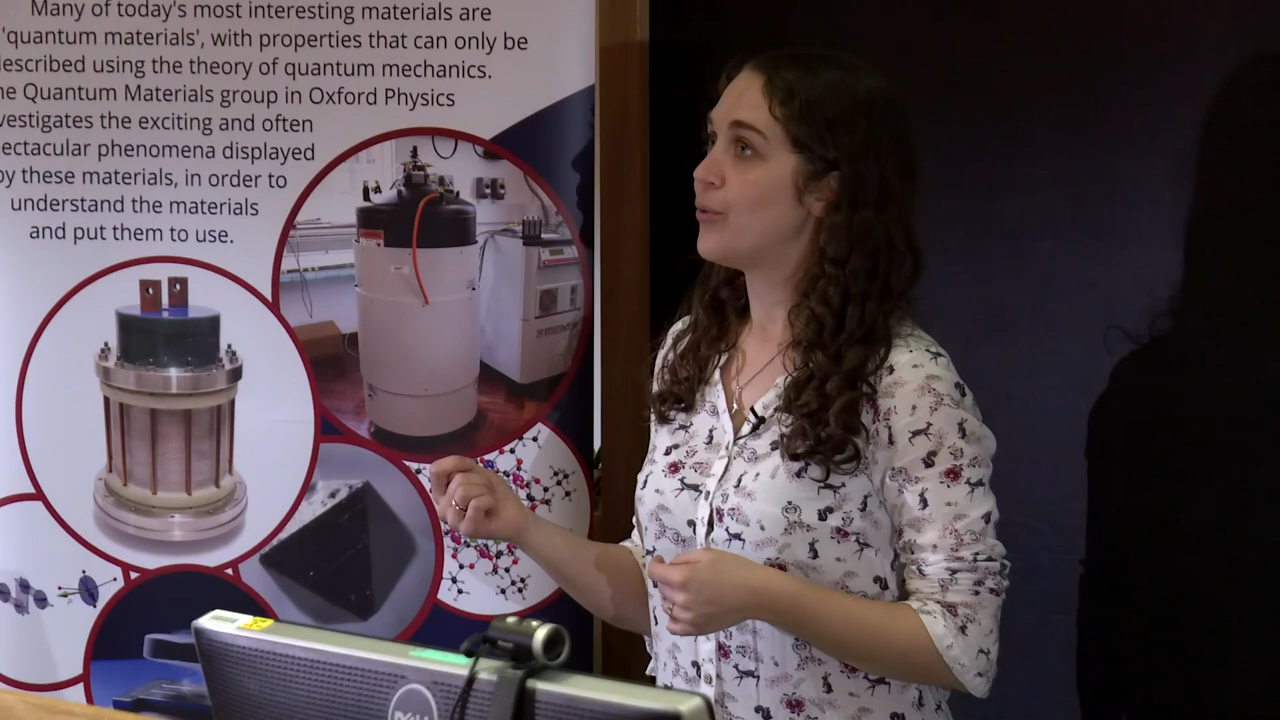 Many of today's most interesting materials are
'quantum materials', with properties that can only be
escribed using the theory of quantum mechanics.
e Quantum Materials group in Oxford Physics
vestigates the exciting and often
ectacular phenomena displayed
by these materials, in order to
understand the materials
and put them to use.
DELL